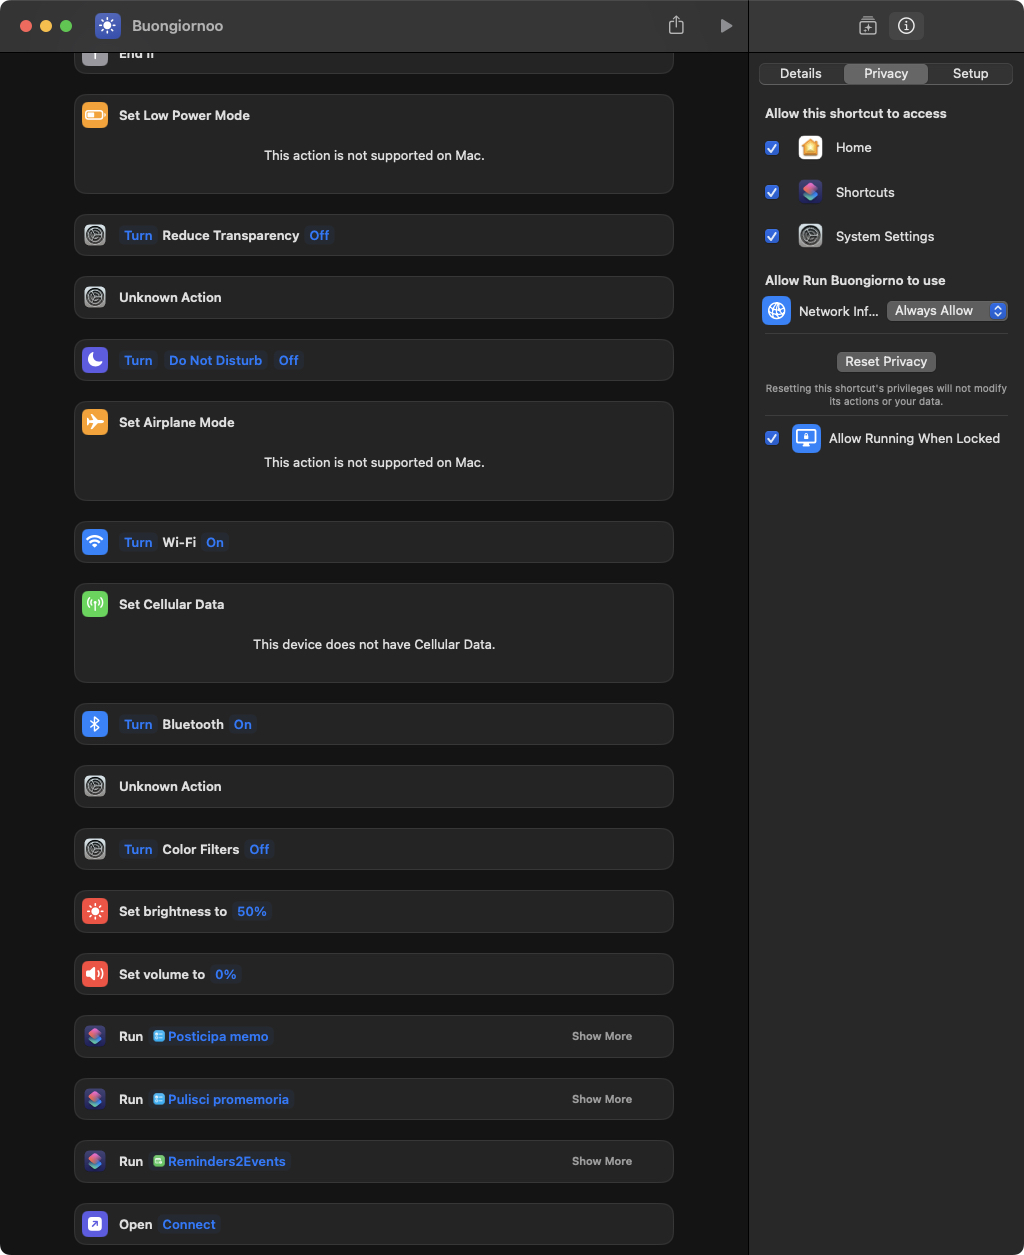 Buongiornoo
End If
Set Low Power Mode
This action is not supported on Mac.
Turn Reduce Transparency Off
Unknown Action
Turn Do Not Disturb Off
Set Airplane Mode
This action is not supported on Mac.
Turn Wi-Fi On
Set Cellular Data
This device does not have Cellular Data.
Turn Bluetooth On
Unknown Action
Turn Color Filters Off
Set brightness to 50%
Set volume to 0%
Run Posticipa memo Show More
Run Pulisci promemoria Show More
Run Reminders2Events Show More
Open Connect
Details Privacy Setup
Allow this shortcut to access
Home
Shortcuts
System Settings
Allow Run Buongiorno to use
Network Inf... Always Allow
Reset Privacy
Resetting this shortcut's privileges will not modify
its actions or your data.
Allow Running When Locked